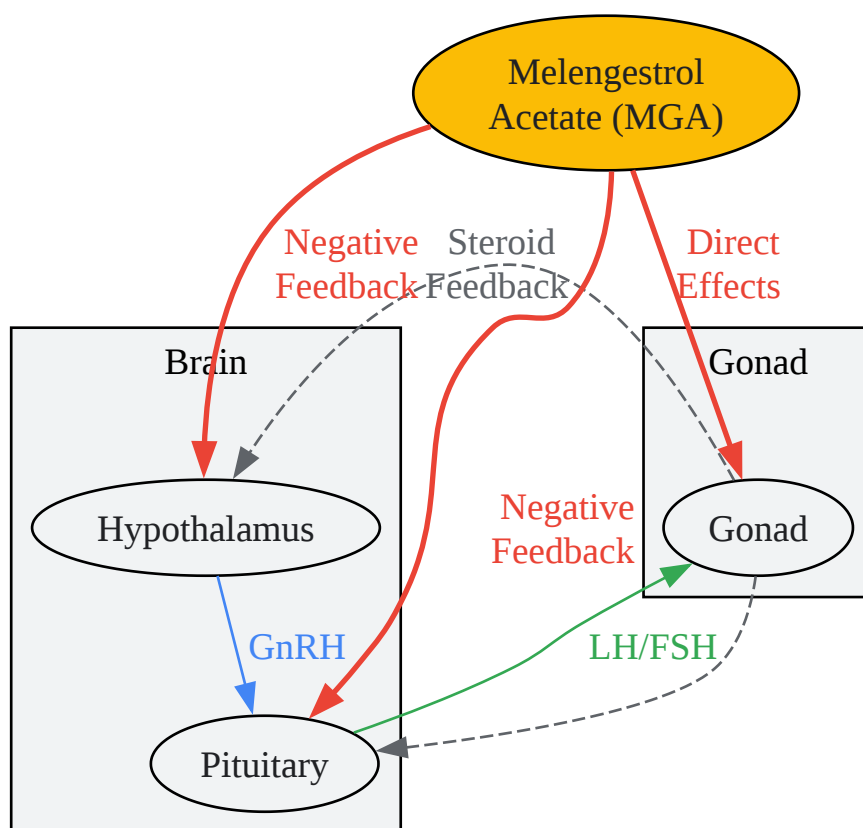 Melengestrol
Acetate (MGA)
Negative
Feedback
Steroid
Feedback
Direct
Effects
Brain
Gonad
Hypothalamus
Negative
Feedback
Gonad
GnRH
LH/FSH
Pituitary